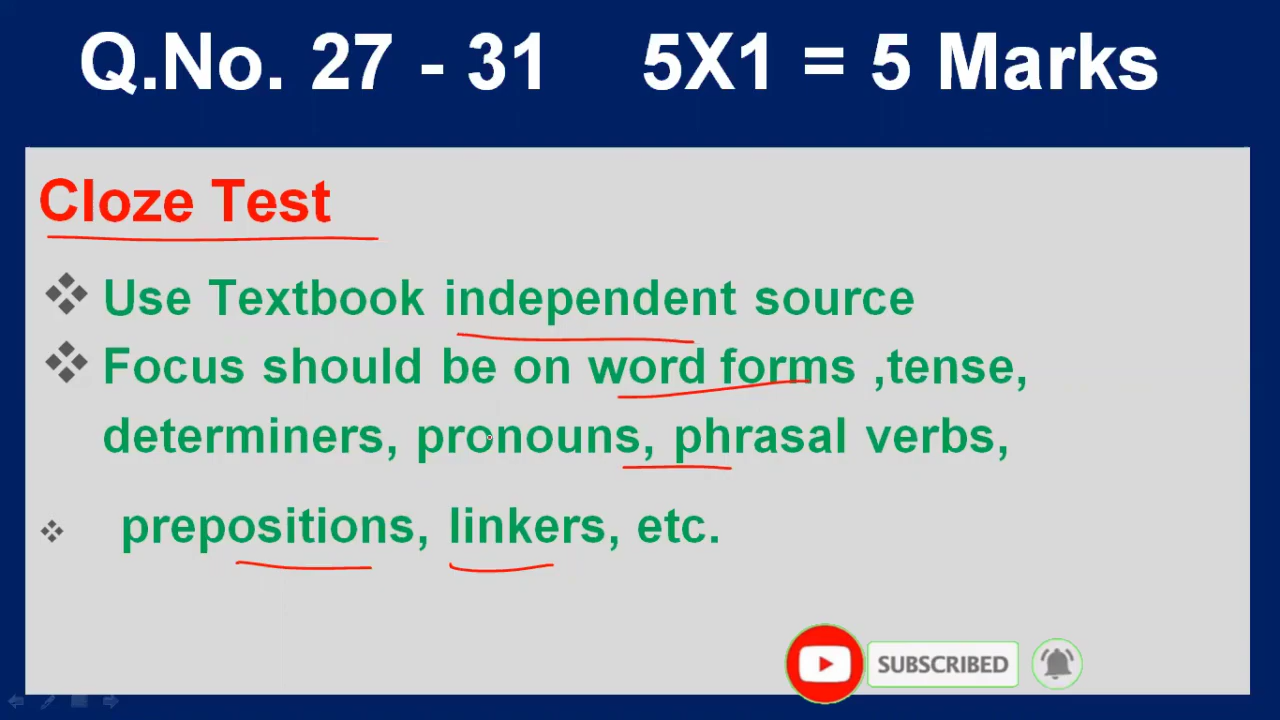 Q.No. 27 - 31 5X1 = 5 Marks
Cloze Test
Use Textbook independent source
Focus should be on word forms ,tense,
determiners, pronouns, phrasal verbs,
prepositions, linkers, etc.
SUBSCRIBED